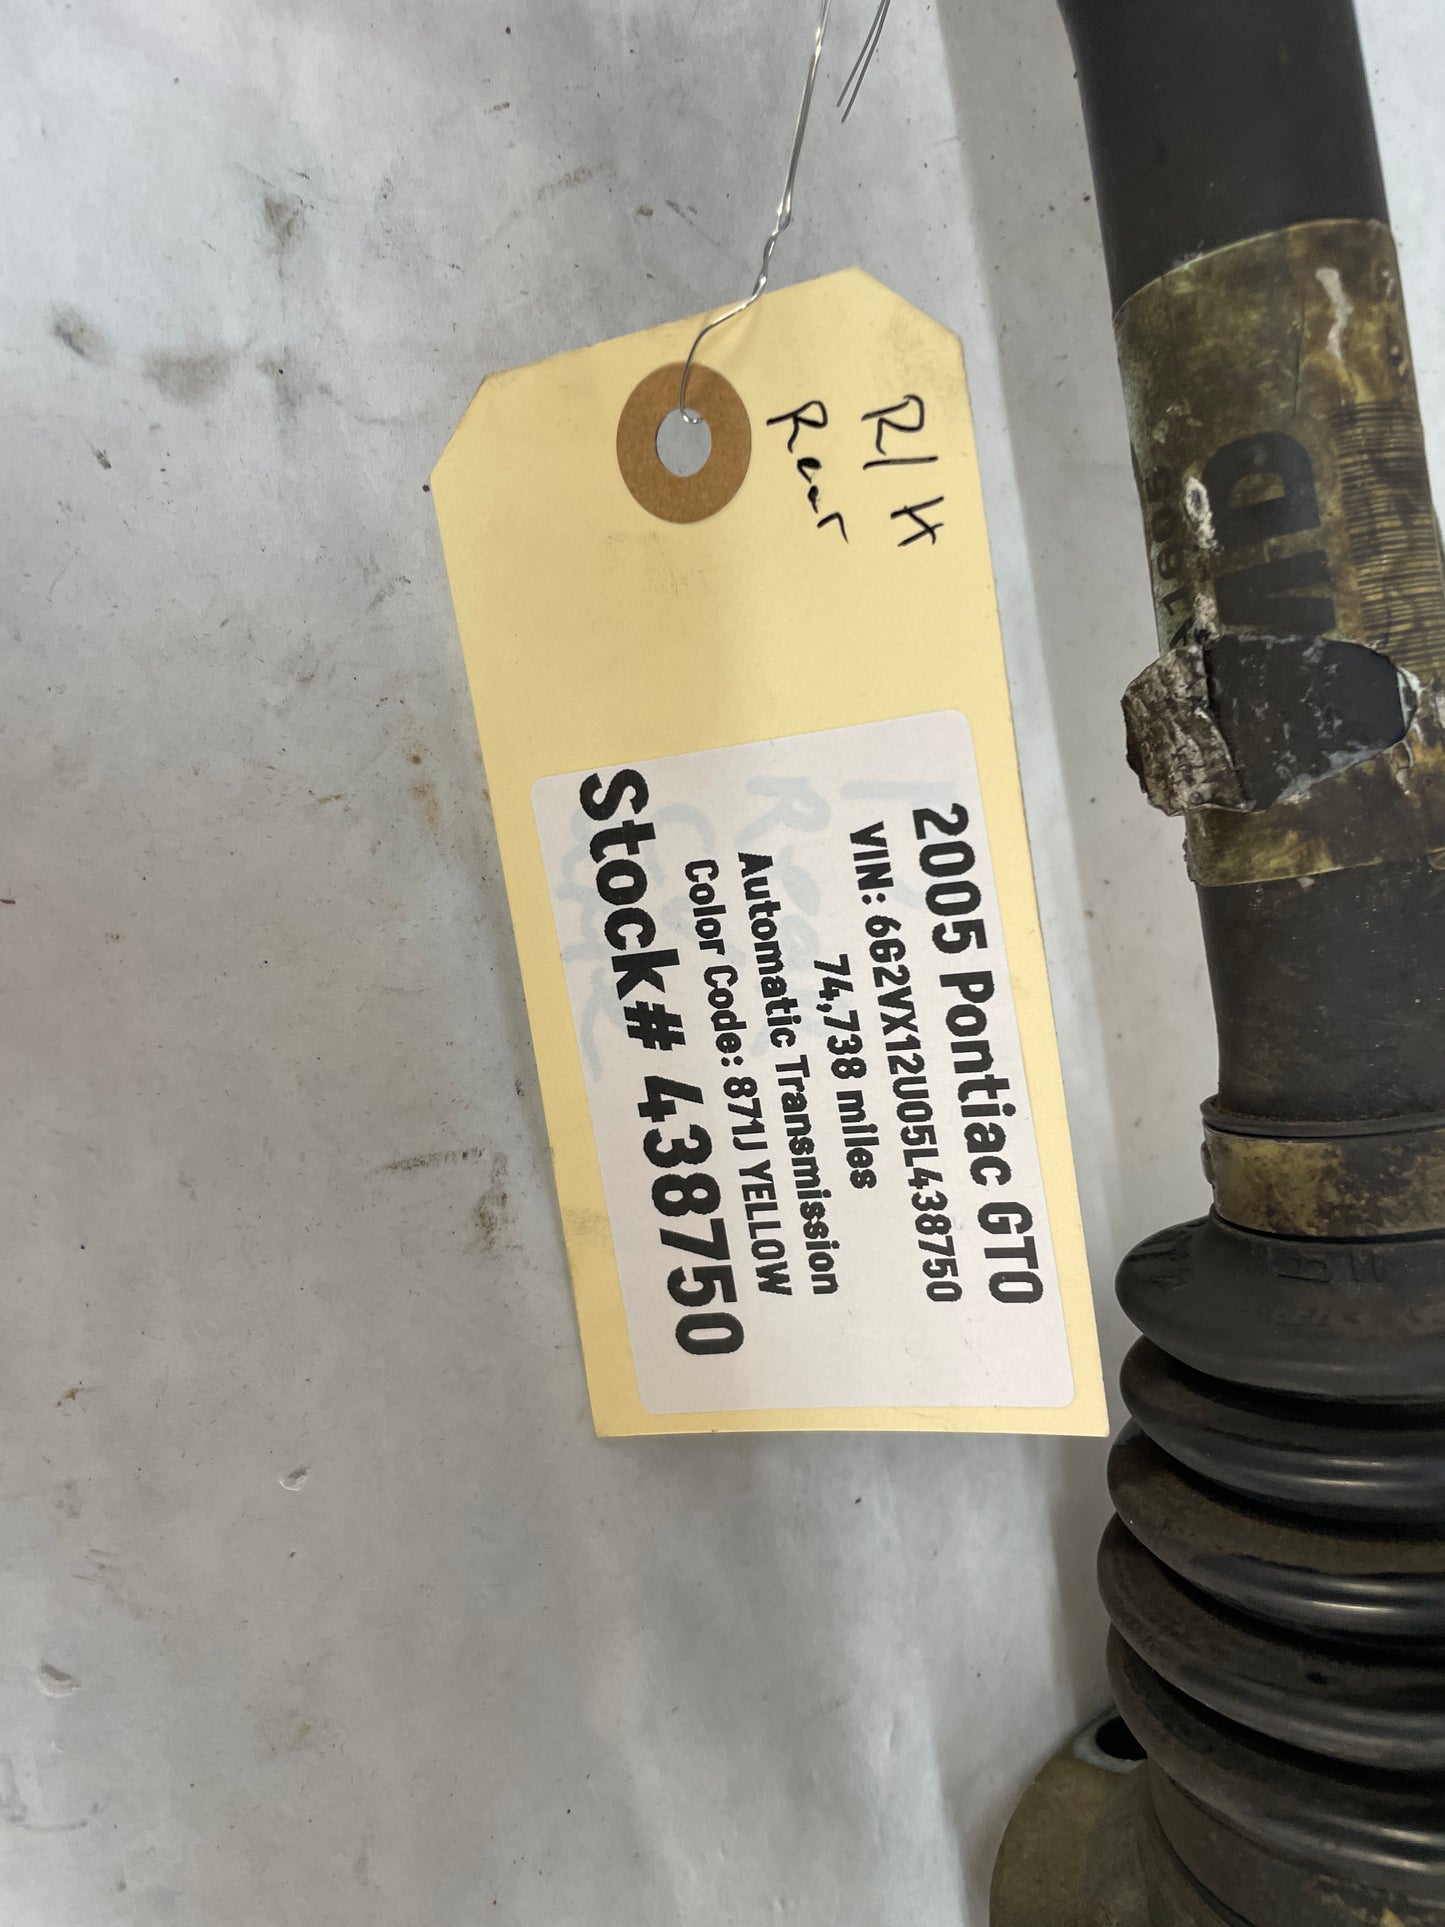 R/H
Rear
2005 Pontiac GTO
VIN: 6G2VX12U05L438750
74,738 miles
Automatic Transmission
Color Code: 871J YELLOW
Stock# 438750